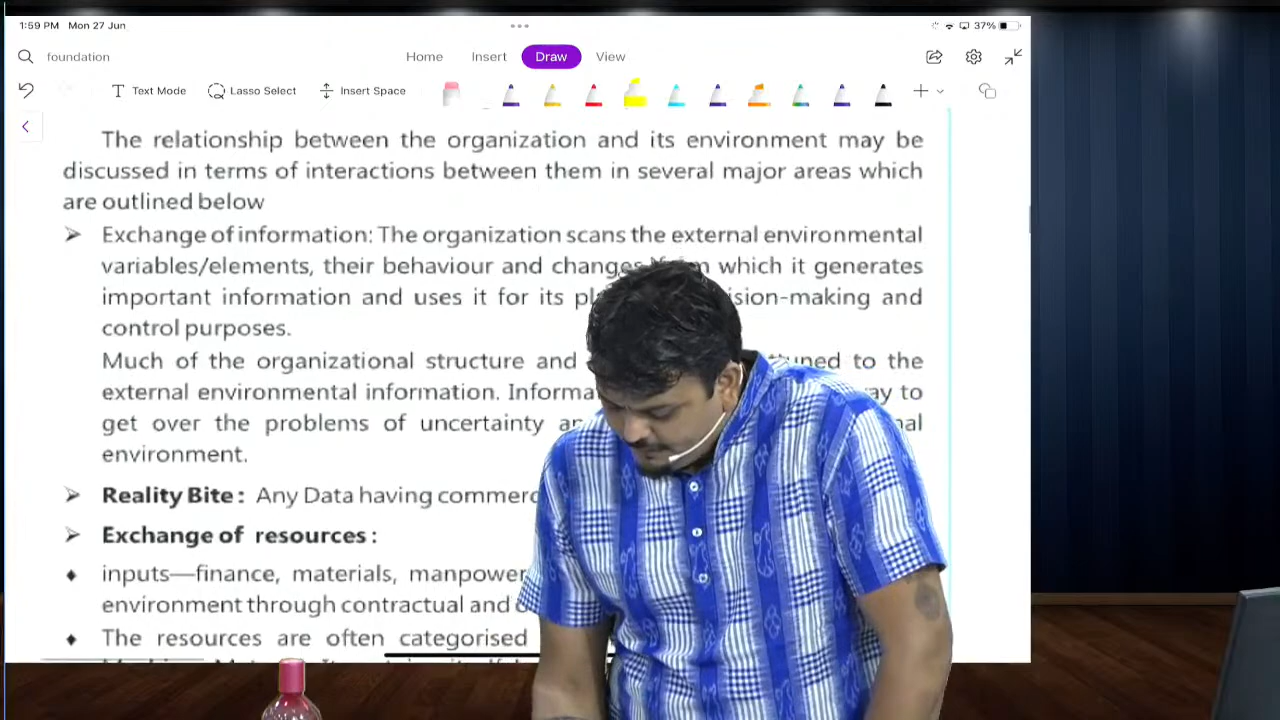 1:59 PM Mon 27 Jun
37%
foundation
Home Insert Draw View
Text Mode Lasso Select Insert Space
The relationship between the organization and its environment may be
discussed in terms of interactions between them in several major areas which
are outlined below
➢ Exchange of information: The organization scans the external environmental
variables/elements, their behaviour and changes which it generates
important information and uses it for its -making and
control purposes.
Much of the organizational structure and to the
external environmental information. to
get over the problems of uncertainty
environment.
➢ Reality Bite : Any Data having
➢ Exchange of resources :
♦ inputs—finance, materials, manpower
environment through contractual and
♦ The resources are often categorised